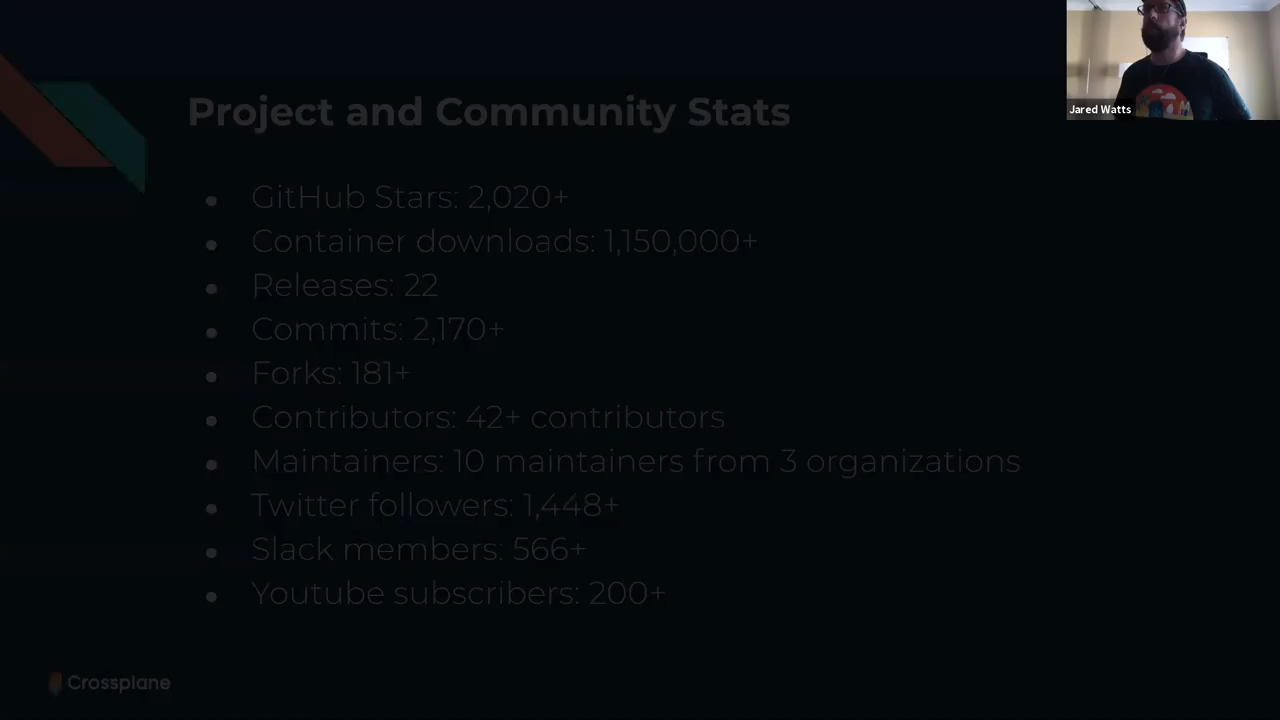 Project and Community Stats
Jared Watts
● GitHub Stars: 2,020+
● Container downloads: 1,150,000+
● Releases: 22
● Commits: 2,170+
● Forks: 181+
● Contributors: 42+ contributors
● Maintainers: 10 maintainers from 3 organizations
● Twitter followers: 1,448+
● Slack members: 566+
● Youtube subscribers: 200+
Crossplane